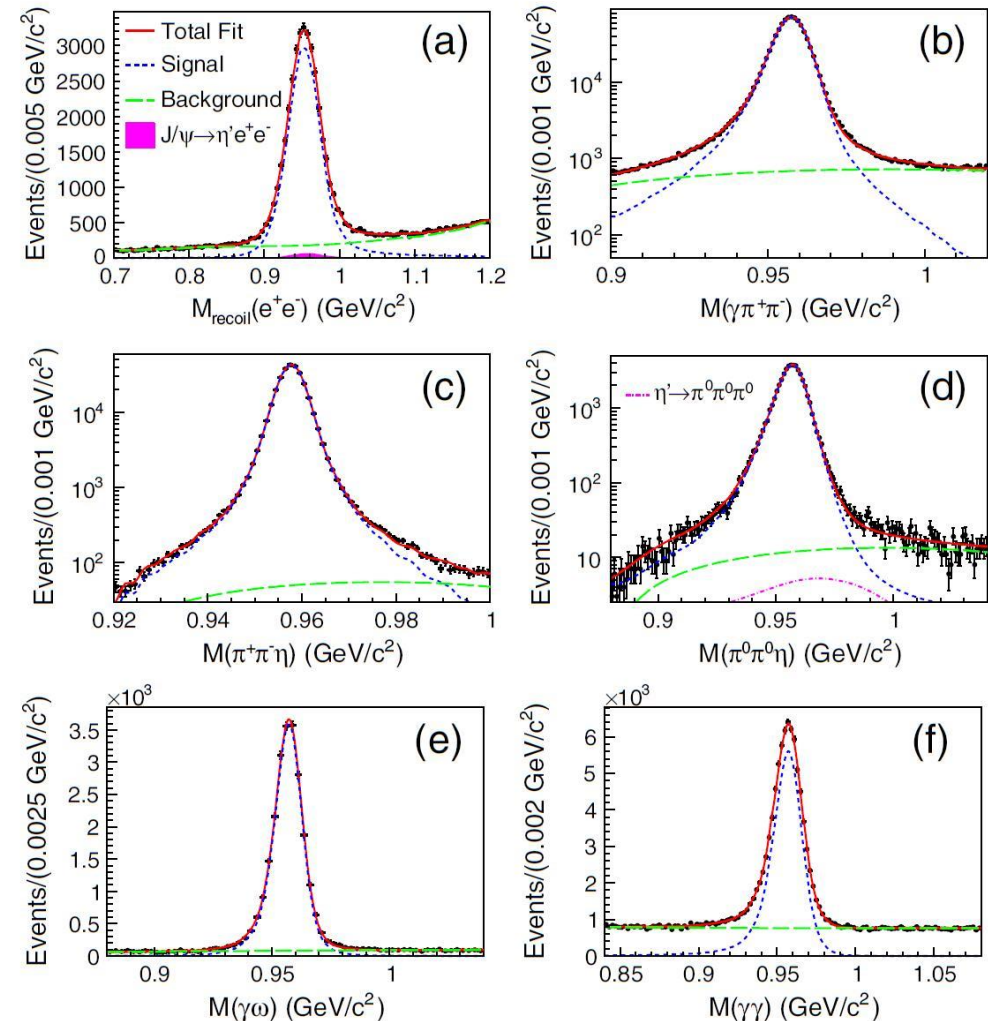 Total Fit
Signal
Background
J/ψ→η'e⁺e⁻
(a)
Events/(0.005 GeV/c²)
3000
2500
2000
1500
1000
500
0
0.7 0.8 0.9 1 1.1 1.2
M_recoil(e⁺e⁻) (GeV/c²)
(b)
Events/(0.001 GeV/c²)
10⁴
10³
10²
0.9 0.95 1
M(γπ⁺π⁻) (GeV/c²)
(c)
Events/(0.001 GeV/c²)
10⁴
10³
10²
0.92 0.94 0.96 0.98 1
M(π⁺π⁻η) (GeV/c²)
(d)
η'→π⁰π⁰π⁰
Events/(0.001 GeV/c²)
10³
10²
10
0.9 0.95 1
M(π⁰π⁰η) (GeV/c²)
×10³
(e)
Events/(0.0025 GeV/c²)
3.5
3
2.5
2
1.5
1
0.5
0
0.9 0.95 1
M(γω) (GeV/c²)
×10³
(f)
Events/(0.002 GeV/c²)
6
5
4
3
2
1
0
0.85 0.9 0.95 1 1.05
M(γγ) (GeV/c²)